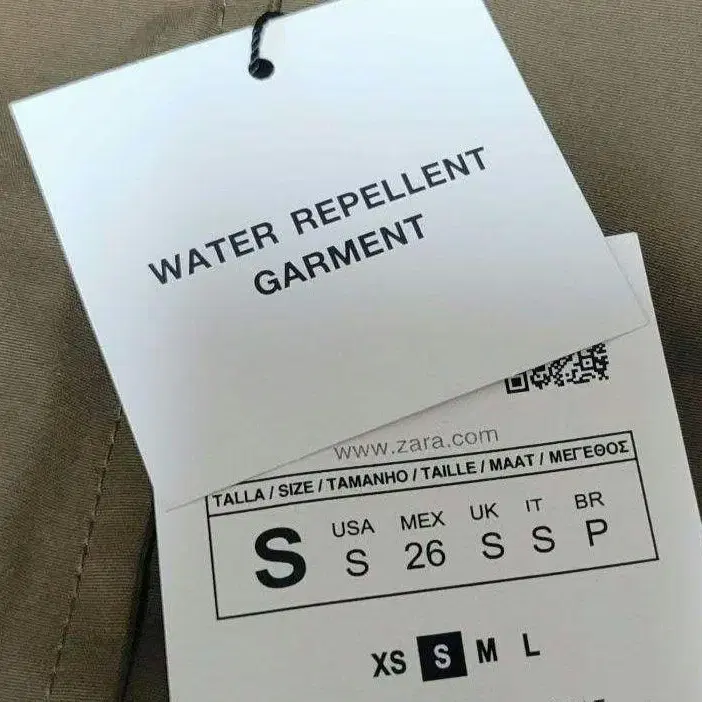 WATER REPELLENT
GARMENT
www.zara.com
TALLA / SIZE / TAMANHO / TAILLE / MAAT / ΜΕΓΕΘΟΣ
S
USA MEX UK IT BR
S 26 S S P
XS S M L